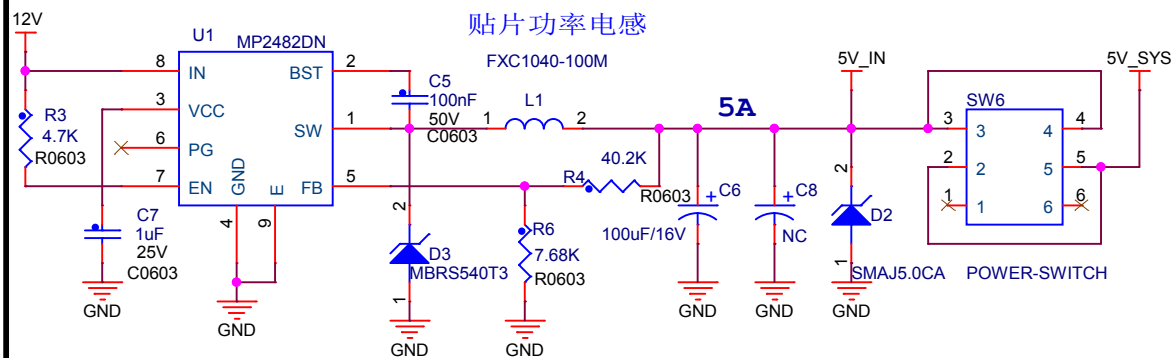 贴片功率电感
12V
U1
MP2482DN
FXC1040-100M
5V_IN
5V_SYS
8
IN
BST
2
C5
100nF
50V
C0603
L1
5A
SW6
R3
4.7K
R0603
3
VCC
SW
1
1
2
3
3
4
4
6
PG
2
2
5
5
7
EN
GND
E
FB
5
R4
40.2K
R0603
1
1
6
6
4
9
C7
1uF
25V
C0603
2
D3
MBRS540T3
1
R6
7.68K
R0603
+
C6
100uF/16V
+
C8
NC
2
D2
1
SMAJ5.0CA
POWER-SWITCH
GND
GND
GND
GND
GND
GND
GND